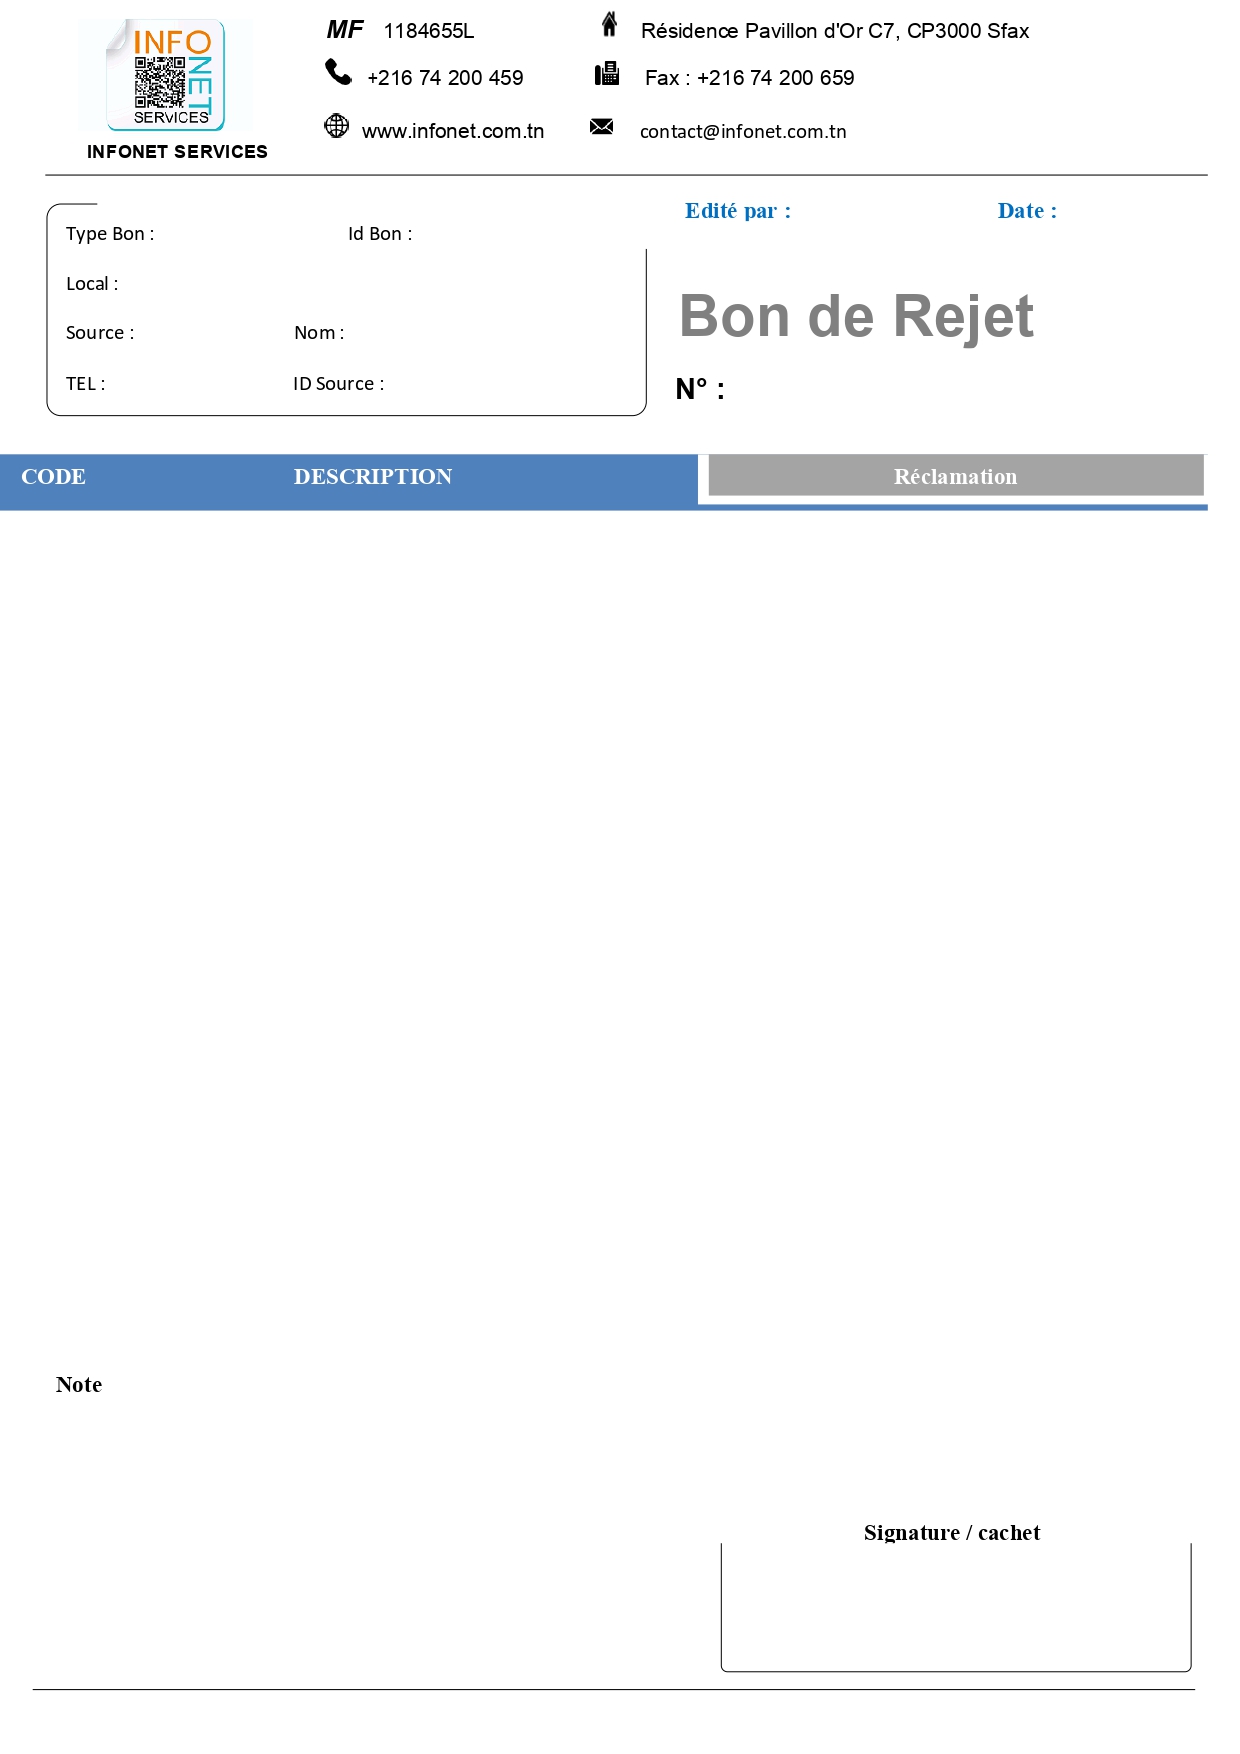 INFO
NET
SERVICES
INFONET SERVICES
MF 1184655L
Résidence Pavillon d'Or C7, CP3000 Sfax
+216 74 200 459
Fax : +216 74 200 659
www.infonet.com.tn
contact@infonet.com.tn
Edité par : Date :
Type Bon : Id Bon :
Local :
Source : Nom :
TEL : ID Source :
Bon de Rejet
N° :
CODE DESCRIPTION Réclamation
Note
Signature / cachet